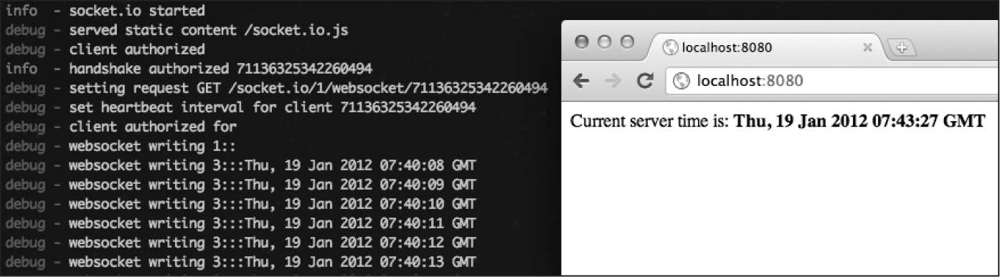 info - socket.io started
debug - served static content /socket.io.js
debug - client authorized
info - handshake authorized 71136325342260494
debug - setting request GET /socket.io/1/websocket/71136325342260494
debug - set heartbeat interval for client 71136325342260494
debug - client authorized for
debug - websocket writing 1::
debug - websocket writing 3:::Thu, 19 Jan 2012 07:40:08 GMT
debug - websocket writing 3:::Thu, 19 Jan 2012 07:40:09 GMT
debug - websocket writing 3:::Thu, 19 Jan 2012 07:40:10 GMT
debug - websocket writing 3:::Thu, 19 Jan 2012 07:40:11 GMT
debug - websocket writing 3:::Thu, 19 Jan 2012 07:40:12 GMT
debug - websocket writing 3:::Thu, 19 Jan 2012 07:40:13 GMT
localhost:8080
localhost:8080
Current server time is: Thu, 19 Jan 2012 07:43:27 GMT